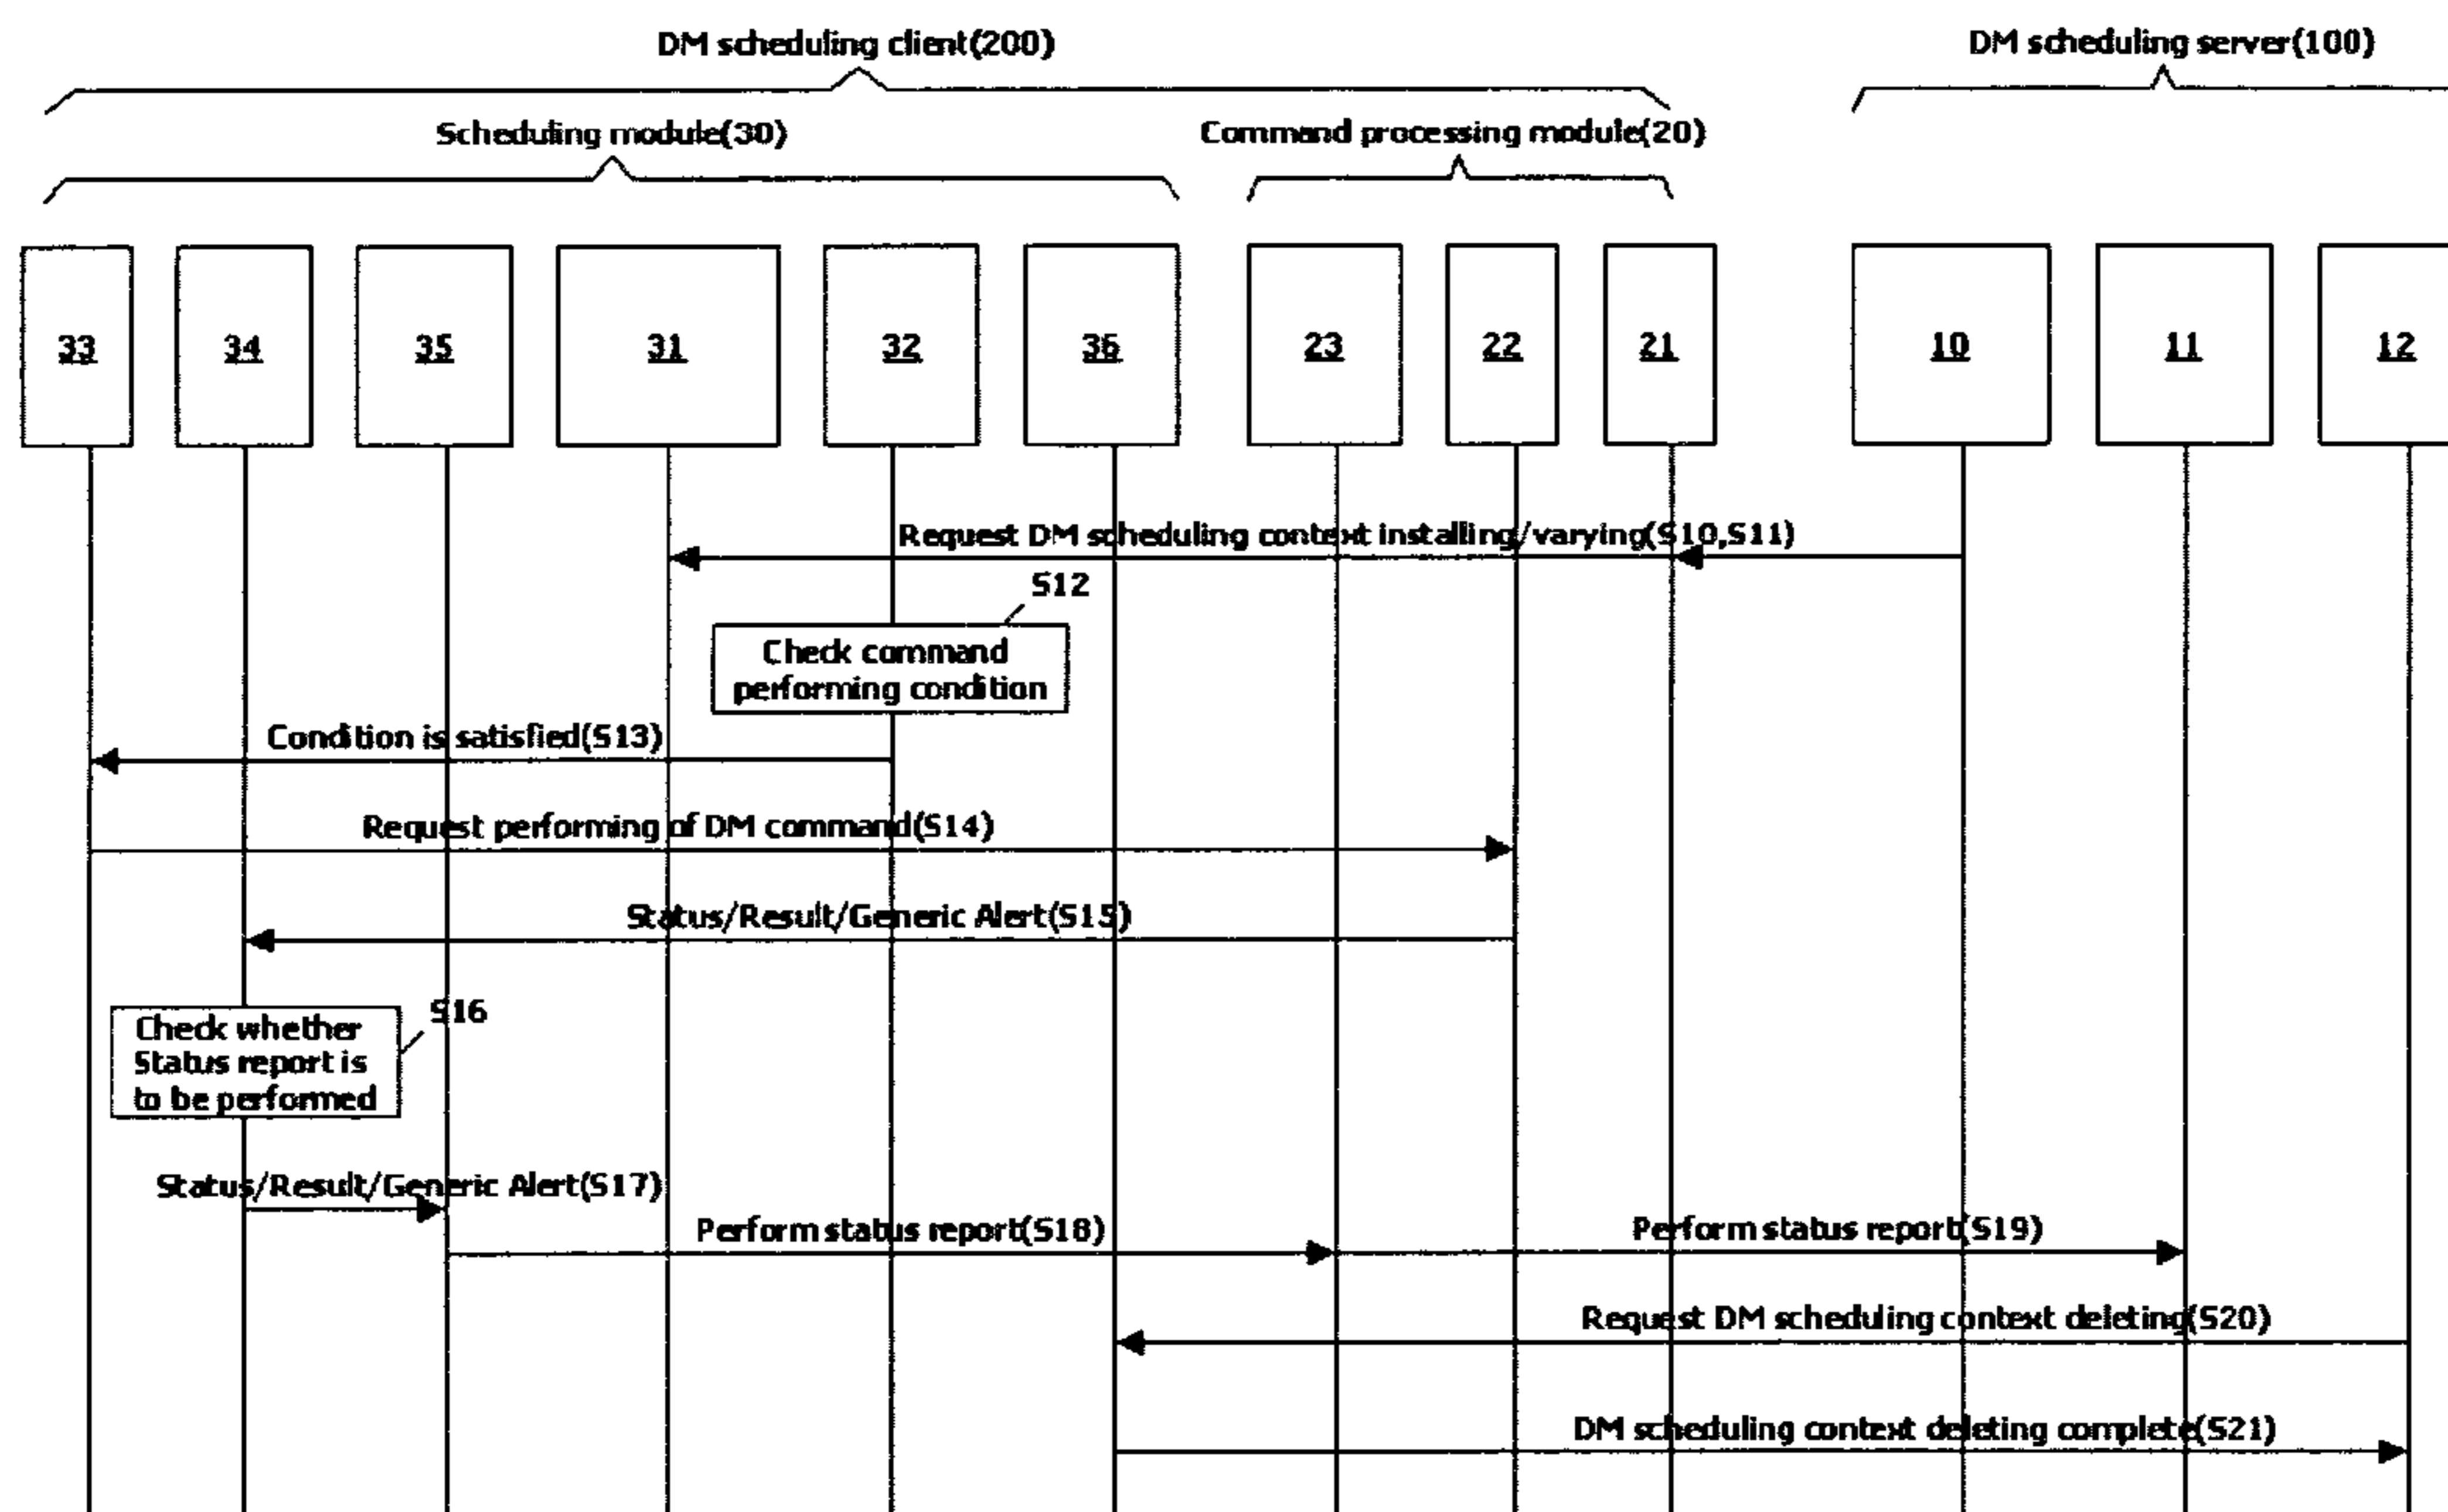 DM scheduling client(200)
DM scheduling server(100)
Scheduling module(30)
Command processing module(20)
33
34
35
31
32
36
23
22
21
10
11
12
Request DM scheduling context installing/varying(S10,S11)
S12
Check command
performing condition
Condition is satisfied(S13)
Request performing of DM command(S14)
Status/Result/Generic Alert(S15)
S16
Check whether
Status report is
to be performed
Status/Result/Generic Alert(S17)
Perform status report(S18)
Perform status report(S19)
Request DM scheduling context deleting(S20)
DM scheduling context deleting complete(S21)